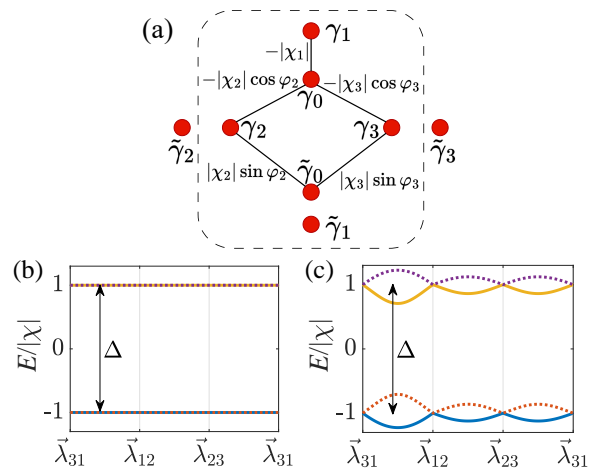 (a)
γ₁
−|χ₁|
−|χ₂| cos φ₂ −|χ₃| cos φ₃
γ₀
γ̃₂ γ₂ γ₃ γ̃₃
γ̃₀
|χ₂| sin φ₂ |χ₃| sin φ₃
γ̃₁
(b) (c)
E/|χ| 1 0 -1 Δ
λ⃗₃₁ λ⃗₁₂ λ⃗₂₃ λ⃗₃₁
E/|χ| 1 0 -1 Δ
λ⃗₃₁ λ⃗₁₂ λ⃗₂₃ λ⃗₃₁